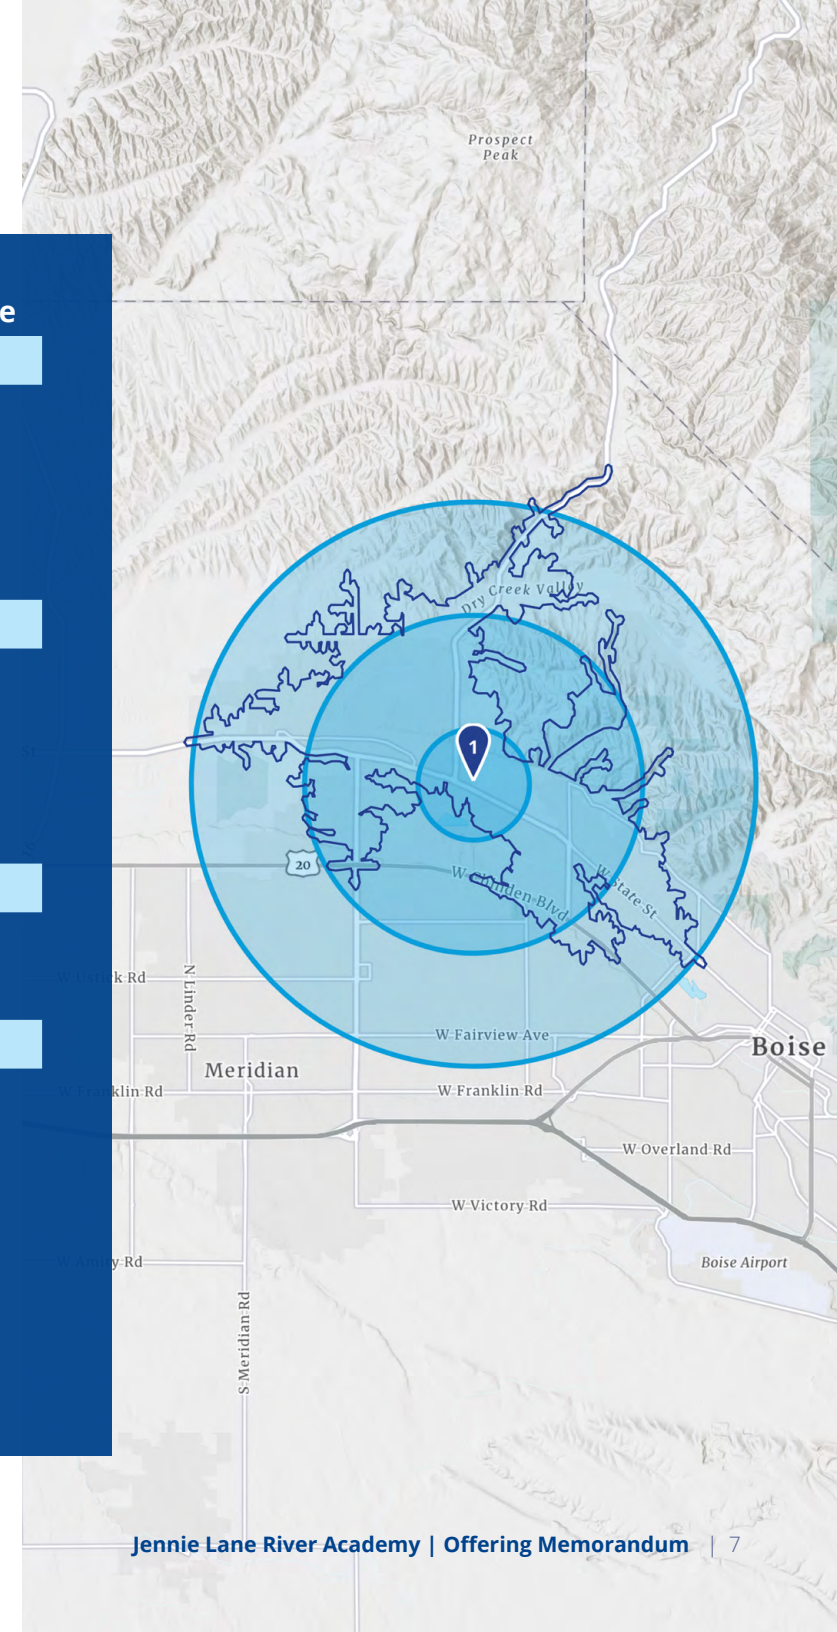 Prospect
Peak
e
Dry Creek Valley
1
St
20
W Chinden Blvd
W State St
W Ustick Rd
N Linder Rd
W Fairview Ave
Boise
Meridian
W Franklin Rd
W Franklin Rd
W Overland Rd
W Victory Rd
W Amity Rd
Boise Airport
S Meridian Rd
Jennie Lane River Academy | Offering Memorandum | 7